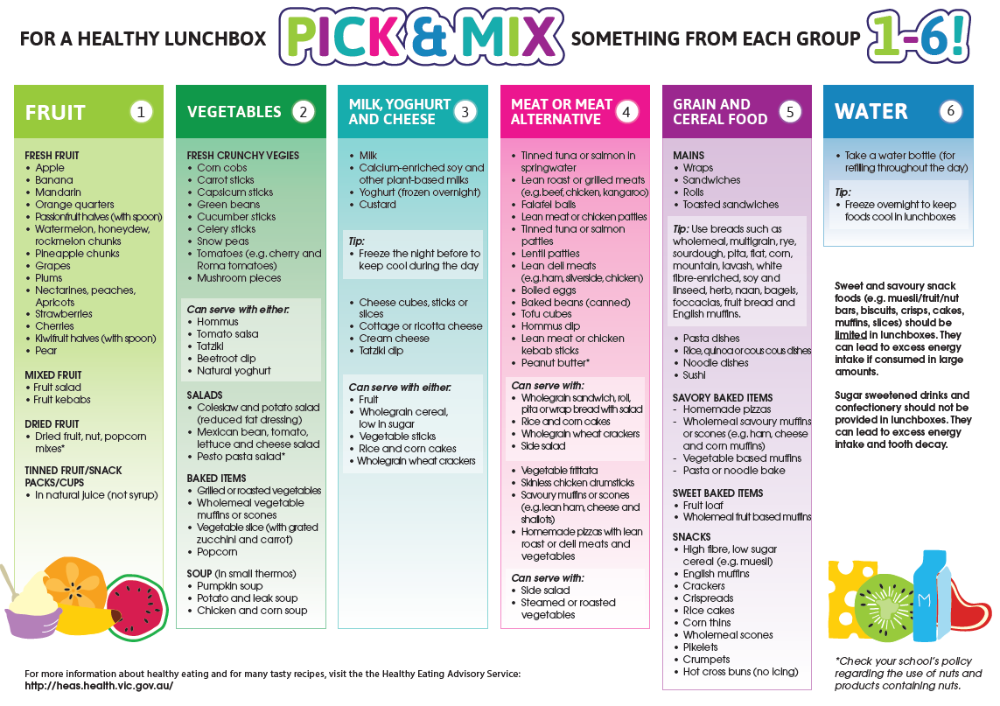 FOR A HEALTHY LUNCHBOX PICK & MIX SOMETHING FROM EACH GROUP 1-6!
FRUIT 1
FRESH FRUIT
• Apple
• Banana
• Mandarin
• Orange quarters
• Passionfruit halves (with spoon)
• Watermelon, honeydew,
rockmelon chunks
• Pineapple chunks
• Grapes
• Plums
• Nectarines, peaches,
Apricots
• Strawberries
• Cherries
• Kiwifruit halves (with spoon)
• Pear
MIXED FRUIT
• Fruit salad
• Fruit kebabs
DRIED FRUIT
• Dried fruit, nut, popcorn
mixes*
TINNED FRUIT/SNACK
PACKS/CUPS
• In natural juice (not syrup)
VEGETABLES 2
FRESH CRUNCHY VEGIES
• Corn cobs
• Carrot sticks
• Capsicum sticks
• Green beans
• Cucumber sticks
• Celery sticks
• Snow peas
• Tomatoes (e.g. cherry and
Roma tomatoes)
• Mushroom pieces
Can serve with either:
• Hommus
• Tomato salsa
• Tatziki
• Beetroot dip
• Natural yoghurt
SALADS
• Coleslaw and potato salad
(reduced fat dressing)
• Mexican bean, tomato,
lettuce and cheese salad
• Pesto pasta salad*
BAKED ITEMS
• Grilled or roasted vegetables
• Wholemeal vegetable
muffins or scones
• Vegetable slice (with grated
zucchini and carrot)
• Popcorn
SOUP (In small thermos)
• Pumpkin soup
• Potato and leak soup
• Chicken and corn soup
MILK, YOGHURT
AND CHEESE 3
• Milk
• Calcium-enriched soy and
other plant-based milks
• Yoghurt (frozen overnight)
• Custard
Tip:
• Freeze the night before to
keep cool during the day
• Cheese cubes, sticks or
slices
• Cottage or ricotta cheese
• Cream cheese
• Tatziki dip
Can serve with either:
• Fruit
• Wholegrain cereal,
low in sugar
• Vegetable sticks
• Rice and corn cakes
• Wholegrain wheat crackers
MEAT OR MEAT
ALTERNATIVE 4
• Tinned tuna or salmon in
springwater
• Lean roast or grilled meats
(e.g. beef, chicken, kangaroo)
• Falafel balls
• Lean meat or chicken patties
• Tinned tuna or salmon
patties
• Lentil patties
• Lean deli meats
(e.g. ham, silverside, chicken)
• Boiled eggs
• Baked beans (canned)
• Tofu cubes
• Hommus dip
• Lean meat or chicken
kebab sticks
• Peanut butter*
Can serve with:
• Wholegrain sandwich, roll,
pita or wrap bread with salad
• Rice and corn cakes
• Wholegrain wheat crackers
• Side salad
• Vegetable frittata
• Skinless chicken drumsticks
• Savoury muffins or scones
(e.g. lean ham, cheese and
shallots)
• Homemade pizzas with lean
roast or deli meats and
vegetables
Can serve with:
• Side salad
• Steamed or roasted
vegetables
GRAIN AND
CEREAL FOOD 5
MAINS
• Wraps
• Sandwiches
• Rolls
• Toasted sandwiches
Tip: Use breads such as
wholemeal, multigrain, rye,
sourdough, pita, flat, corn,
mountain, lavash, white
fibre-enriched, soy and
linseed, herb, naan, bagels,
foccacias, fruit bread and
English muffins.
• Pasta dishes
• Rice, quinoa or cous cous dishes
• Noodle dishes
• Sushi
SAVORY BAKED ITEMS
- Homemade pizzas
- Wholemeal savoury muffins
or scones (e.g. ham, cheese
and corn muffins)
- Vegetable based muffins
- Pasta or noodle bake
SWEET BAKED ITEMS
• Fruit loaf
• Wholemeal fruit based muffins
SNACKS
• High fibre, low sugar
cereal (e.g. muesli)
• English muffins
• Crackers
• Crispreads
• Rice cakes
• Corn thins
• Wholemeal scones
• Pikelets
• Crumpets
• Hot cross buns (no icing)
WATER 6
• Take a water bottle (for
refilling throughout the day)
Tip:
• Freeze overnight to keep
foods cool in lunchboxes
Sweet and savoury snack
foods (e.g. muesli/fruit/nut
bars, biscuits, crisps, cakes,
muffins, slices) should be
limited in lunchboxes. They
can lead to excess energy
intake if consumed in large
amounts.
Sugar sweetened drinks and
confectionery should not be
provided in lunchboxes. They
can lead to excess energy
intake and tooth decay.
M
*Check your school's policy
regarding the use of nuts and
products containing nuts.
For more information about healthy eating and for many tasty recipes, visit the the Healthy Eating Advisory Service:
http://heas.health.vic.gov.au/